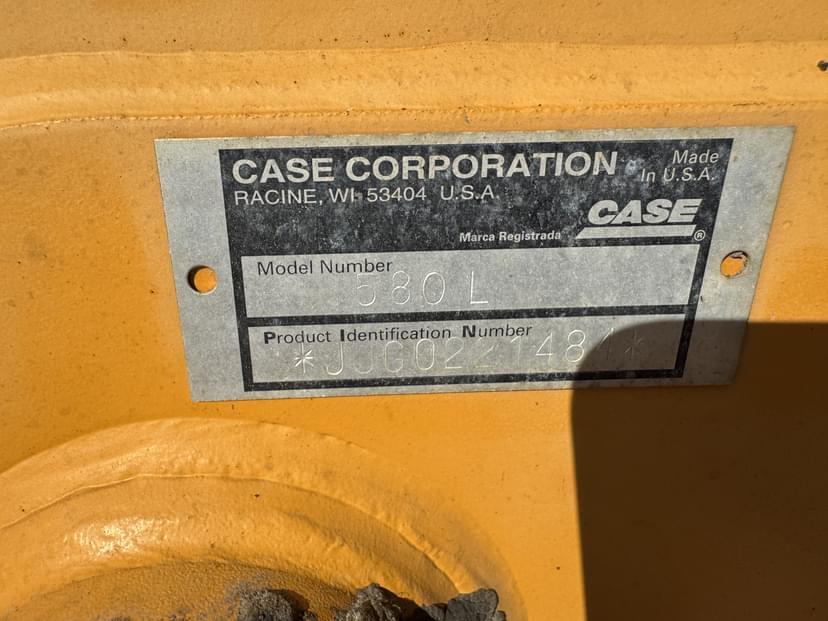 CASE CORPORATION
RACINE, WI 53404 U.S.A.
Made
In U.S.A.
CASE
Marca Registrada ®
Model Number
580 L
Product Identification Number
*JJG0221484*